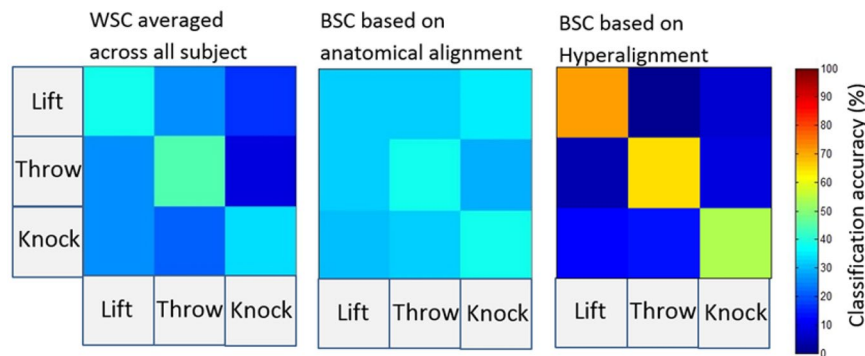 WSC averaged
across all subject
BSC based on
anatomical alignment
BSC based on
Hyperalignment
Lift
Throw
Knock
Lift Throw Knock
Lift Throw Knock
Lift Throw Knock
100
90
80
70
60
50
40
30
20
10
0
Classification accuracy (%)